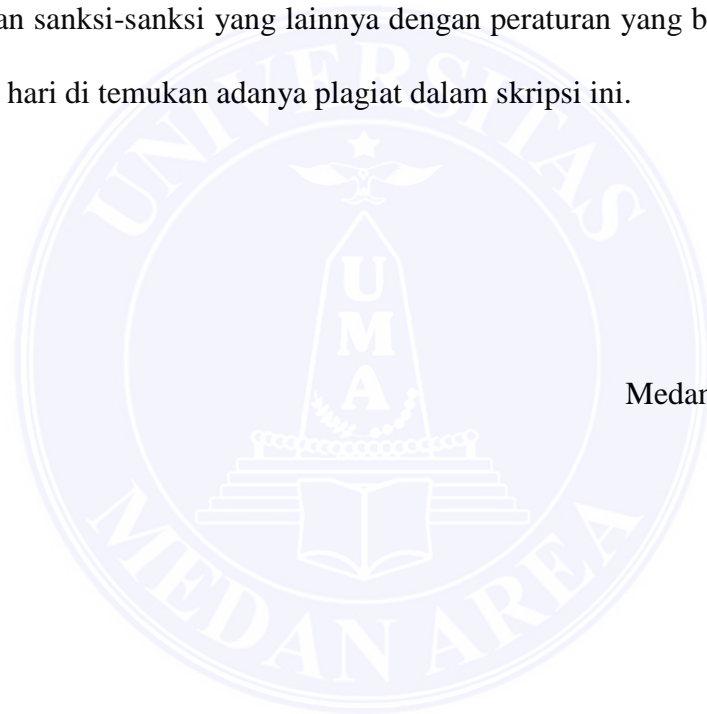 an sanksi-sanksi yang lainnya dengan peraturan yang b
hari di temukan adanya plagiat dalam skripsi ini.
UNIVERSITAS
U
M
A
Medan
MEDAN AREA